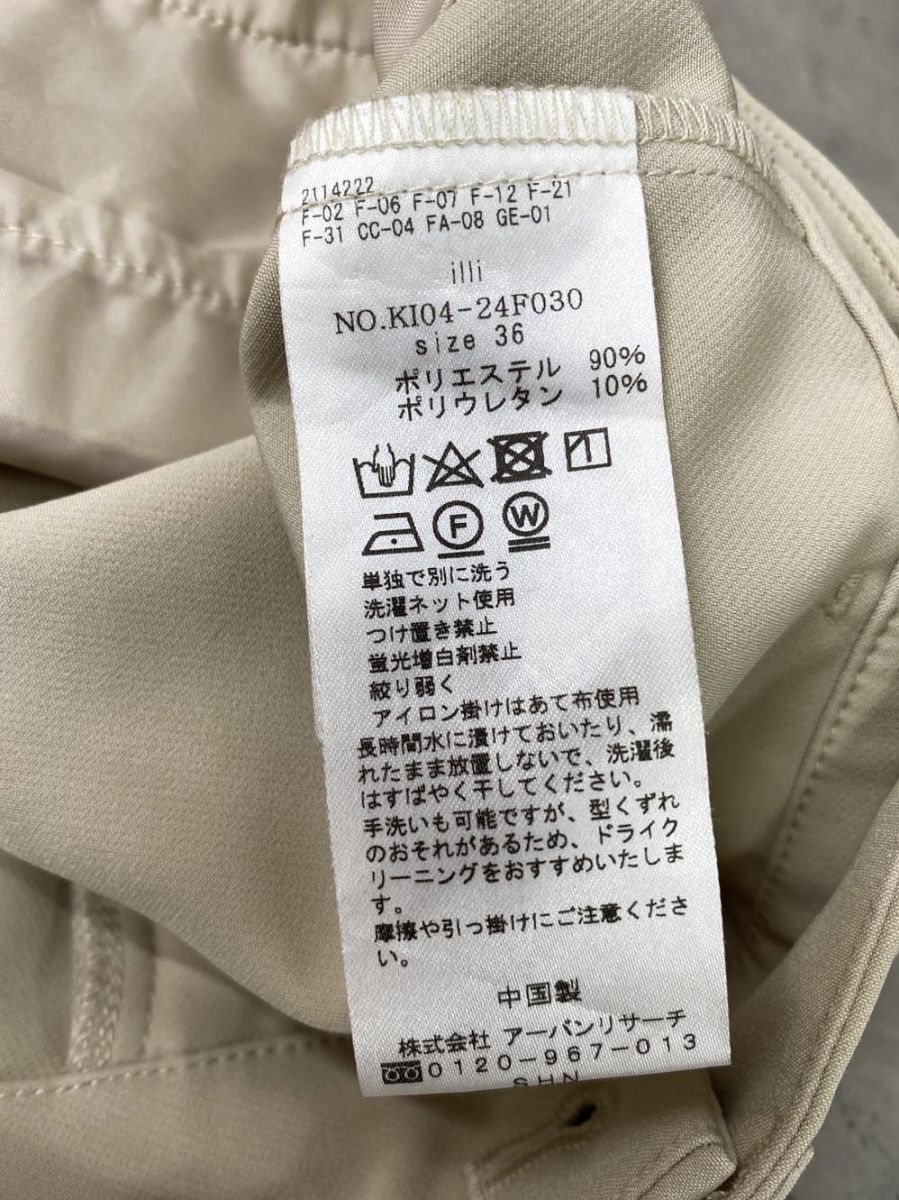 2114222
F-02 F-06 F-07 F-12 F-21
F-31 CC-04 FA-08 GE-01
illi
NO.KI04-24F030
size 36
ポリエステル 90%
ポリウレタン 10%
F W
単独で別に洗う
洗濯ネット使用
つけ置き禁止
蛍光増白剤禁止
絞り弱く
アイロン掛けはあて布使用
長時間水に漬けておいたり、濡
れたまま放置しないで、洗濯後
はすばやく干してください。
手洗いも可能ですが、型くずれ
のおそれがあるため、ドライク
リーニングをおすすめいたしま
す。
摩擦や引っ掛けにご注意くださ
い。
中国製
株式会社 アーバンリサーチ
0120-967-013
SHN